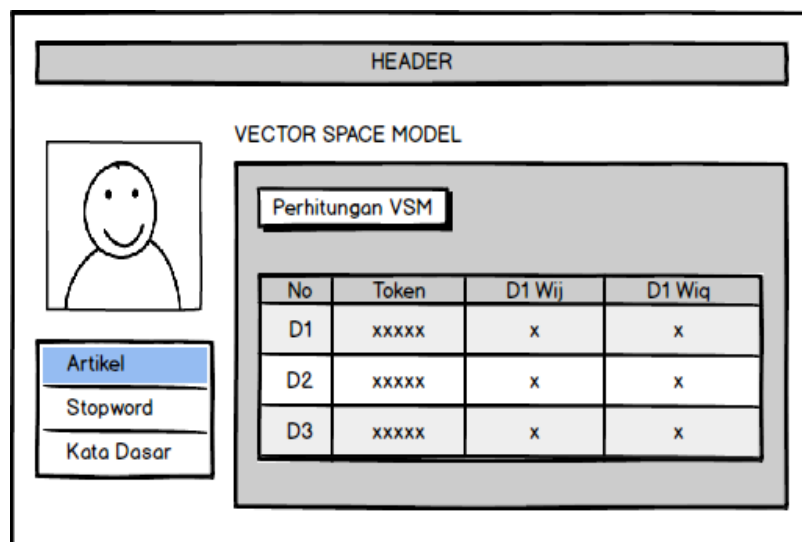 HEADER
VECTOR SPACE MODEL
Perhitungan VSM
No Token D1 Wij D1 Wiq
D1 xxxxx x x
D2 xxxxx x x
D3 xxxxx x x
Artikel
Stopword
Kata Dasar